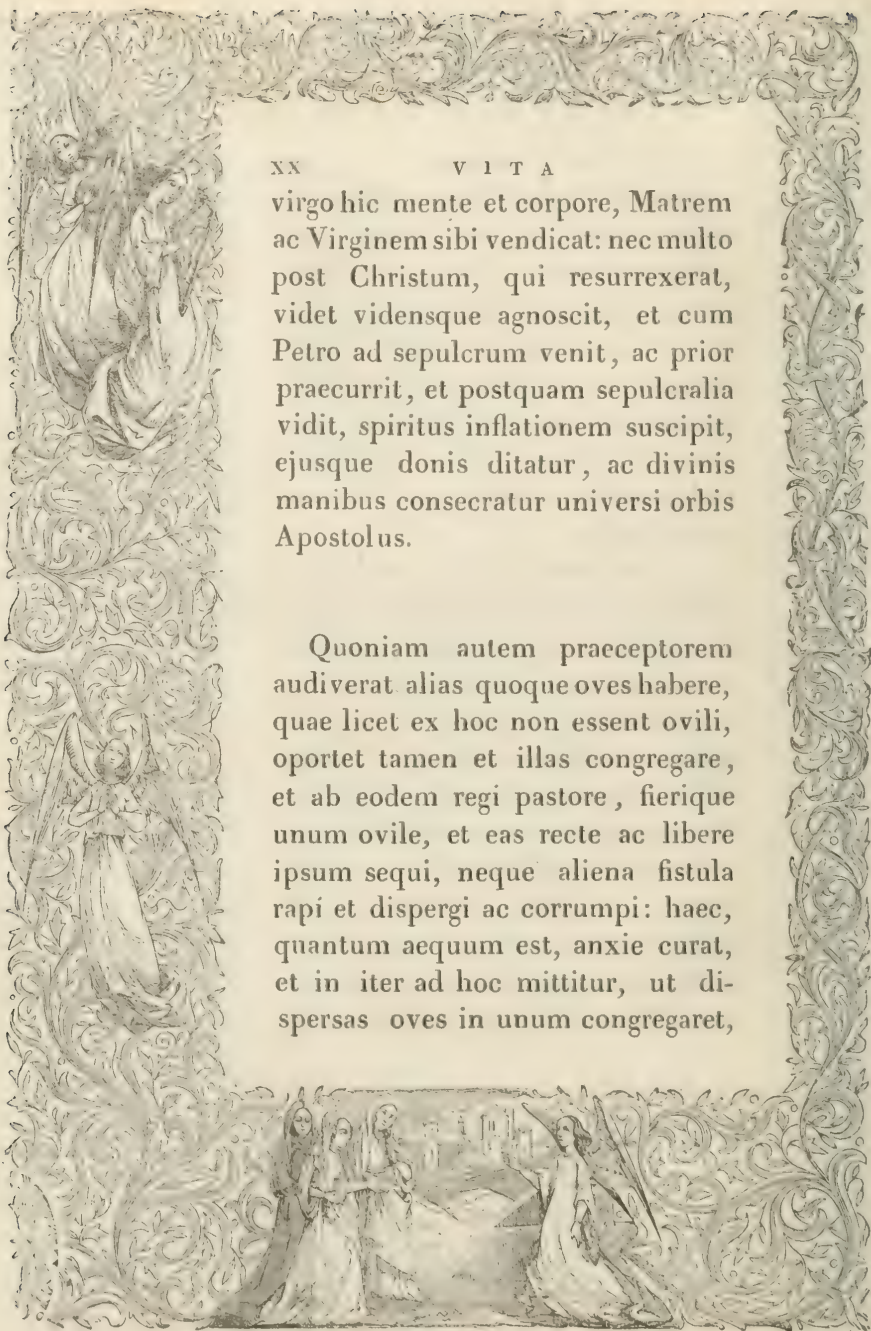 XX VITA
virgo hic mente et corpore, Matrem
ac Virginem sibi vendicat: nec multo
post Christum, qui resurrexerat,
videt vidensque agnoscit, et cum
Petro ad sepulcrum venit, ac prior
praecurrit, et postquam sepulcralia
vidit, spiritus inflationem suscipit,
ejusque donis ditatur, ac divinis
manibus consecratur universi orbis
Apostolus.
Quoniam autem praeceptorem
audiverat alias quoque oves habere,
quae licet ex hoc non essent ovili,
oportet tamen et illas congregare,
et ab eodem regi pastore, fierique
unum ovile, et eas recte ac libere
ipsum sequi, neque aliena fistula
rapi et dispergi ac corrumpi: haec,
quantum aequum est, anxie curat,
et in iter ad hoc mittitur, ut di-
spersas oves in unum congregaret,